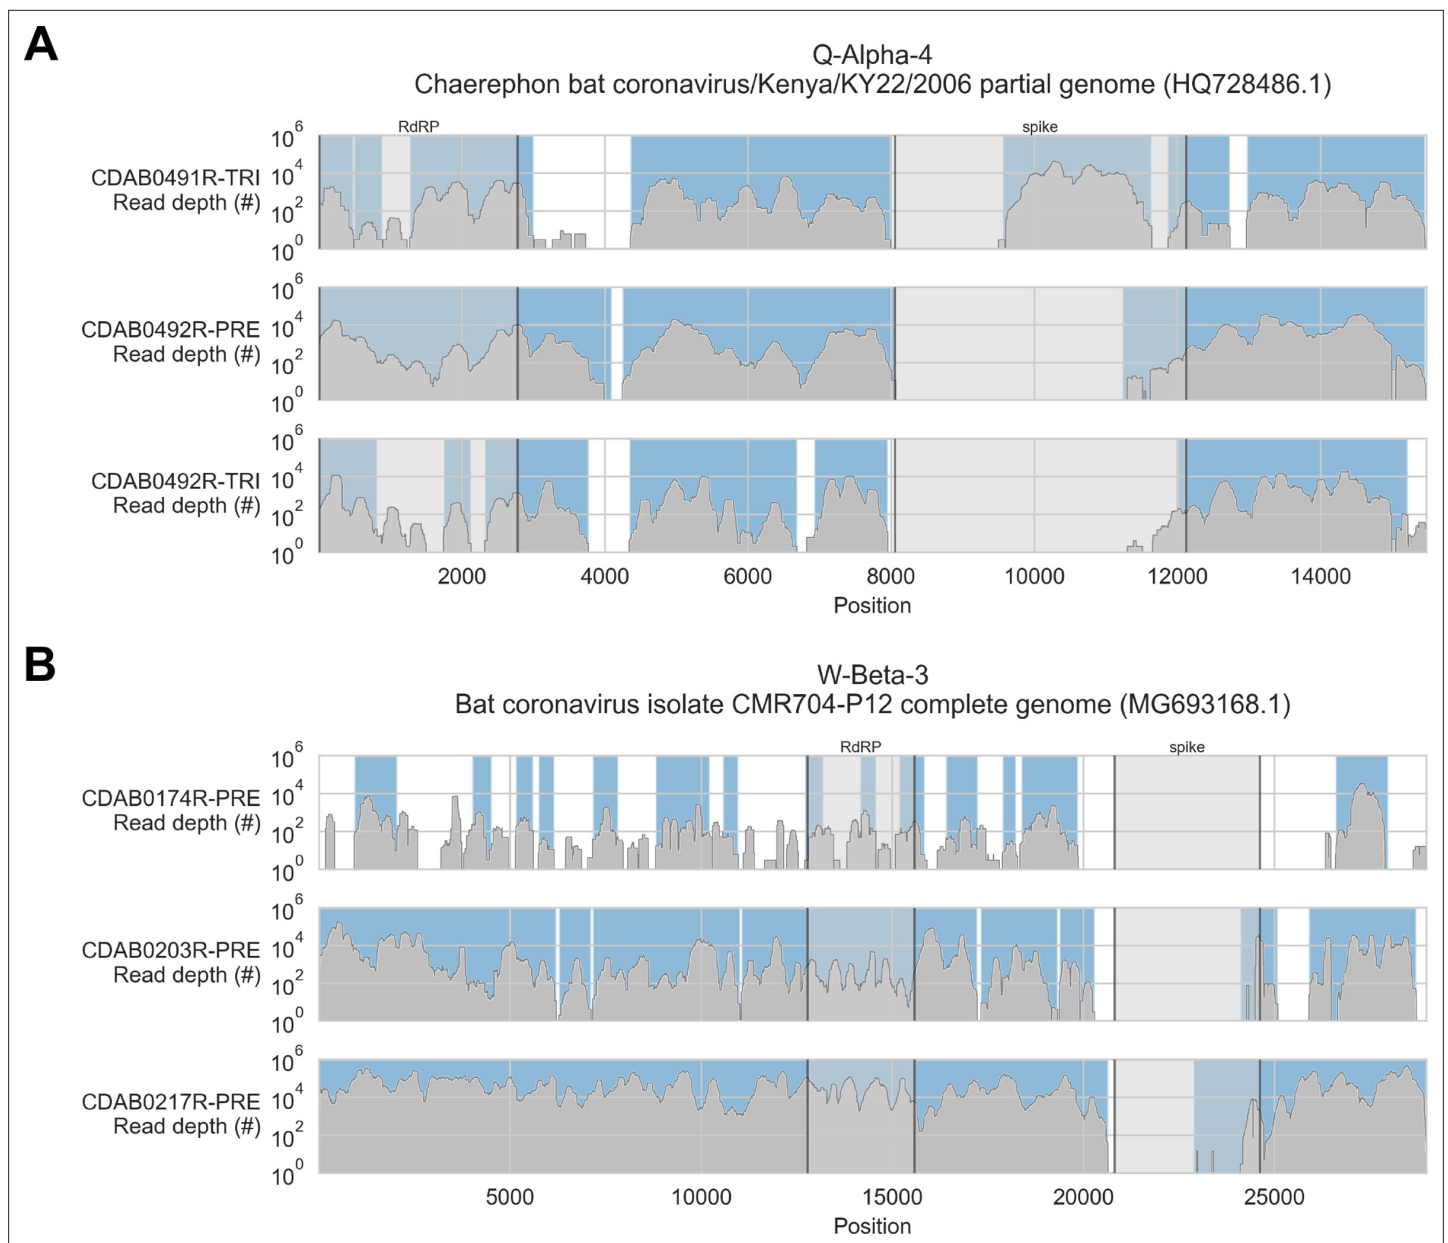 A
Q-Alpha-4
Chaerephon bat coronavirus/Kenya/KY22/2006 partial genome (HQ728486.1)
RdRP
spike
CDAB0491R-TRI
Read depth (#)
10^6
10^4
10^2
10^0
CDAB0492R-PRE
Read depth (#)
10^6
10^4
10^2
10^0
CDAB0492R-TRI
Read depth (#)
10^6
10^4
10^2
10^0
2000 4000 6000 8000 10000 12000 14000
Position
B
W-Beta-3
Bat coronavirus isolate CMR704-P12 complete genome (MG693168.1)
RdRP
spike
CDAB0174R-PRE
Read depth (#)
10^6
10^4
10^2
10^0
CDAB0203R-PRE
Read depth (#)
10^6
10^4
10^2
10^0
CDAB0217R-PRE
Read depth (#)
10^6
10^4
10^2
10^0
5000 10000 15000 20000 25000
Position